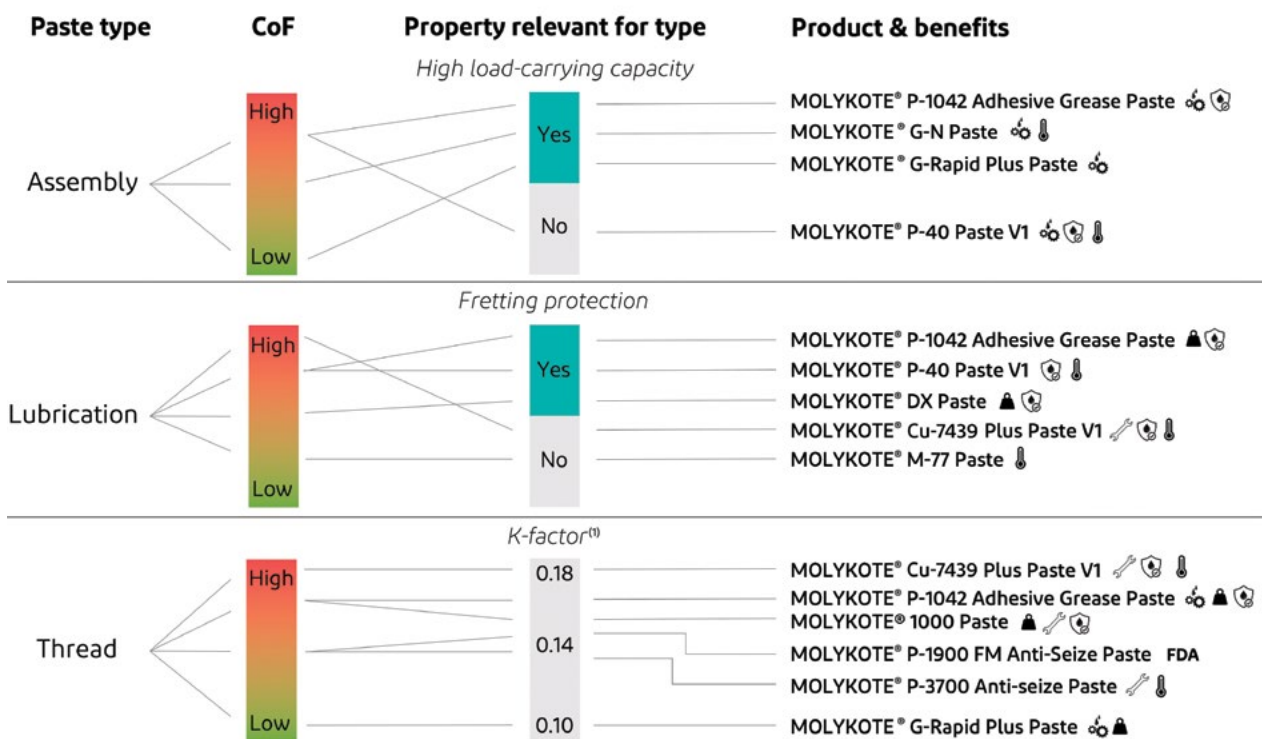 Paste type CoF Property relevant for type Product & benefits
High load-carrying capacity
High
Yes
MOLYKOTE® P-1042 Adhesive Grease Paste
MOLYKOTE® G-N Paste
MOLYKOTE® G-Rapid Plus Paste
Assembly
No
MOLYKOTE® P-40 Paste V1
Low
Fretting protection
High
Yes
MOLYKOTE® P-1042 Adhesive Grease Paste
MOLYKOTE® P-40 Paste V1
MOLYKOTE® DX Paste
Lubrication
MOLYKOTE® Cu-7439 Plus Paste V1
No
MOLYKOTE® M-77 Paste
Low
K-factor⁽¹⁾
High
0.18
MOLYKOTE® Cu-7439 Plus Paste V1
MOLYKOTE® P-1042 Adhesive Grease Paste
MOLYKOTE® 1000 Paste
Thread
0.14
MOLYKOTE® P-1900 FM Anti-Seize Paste FDA
MOLYKOTE® P-3700 Anti-seize Paste
Low
0.10
MOLYKOTE® G-Rapid Plus Paste